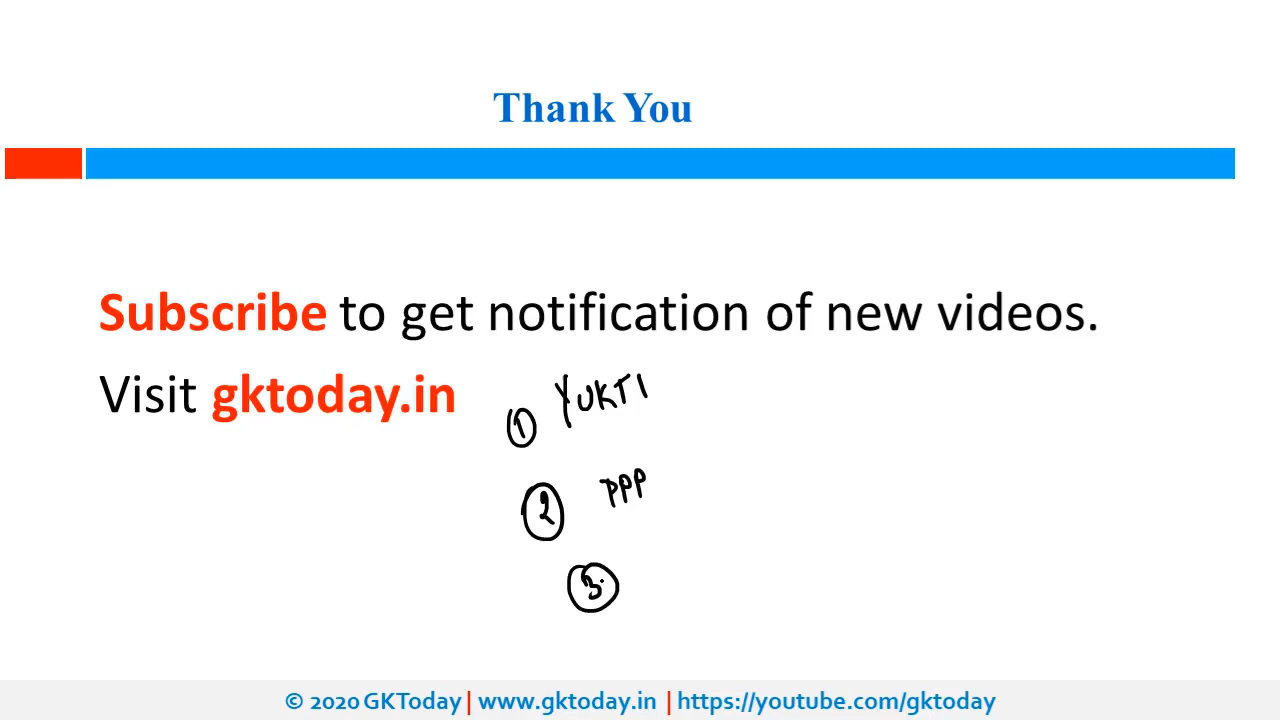 Thank You
Subscribe to get notification of new videos.
Visit gktoday.in
① YUKTI
② PPP
③
© 2020 GKToday | www.gktoday.in | https://youtube.com/gktoday